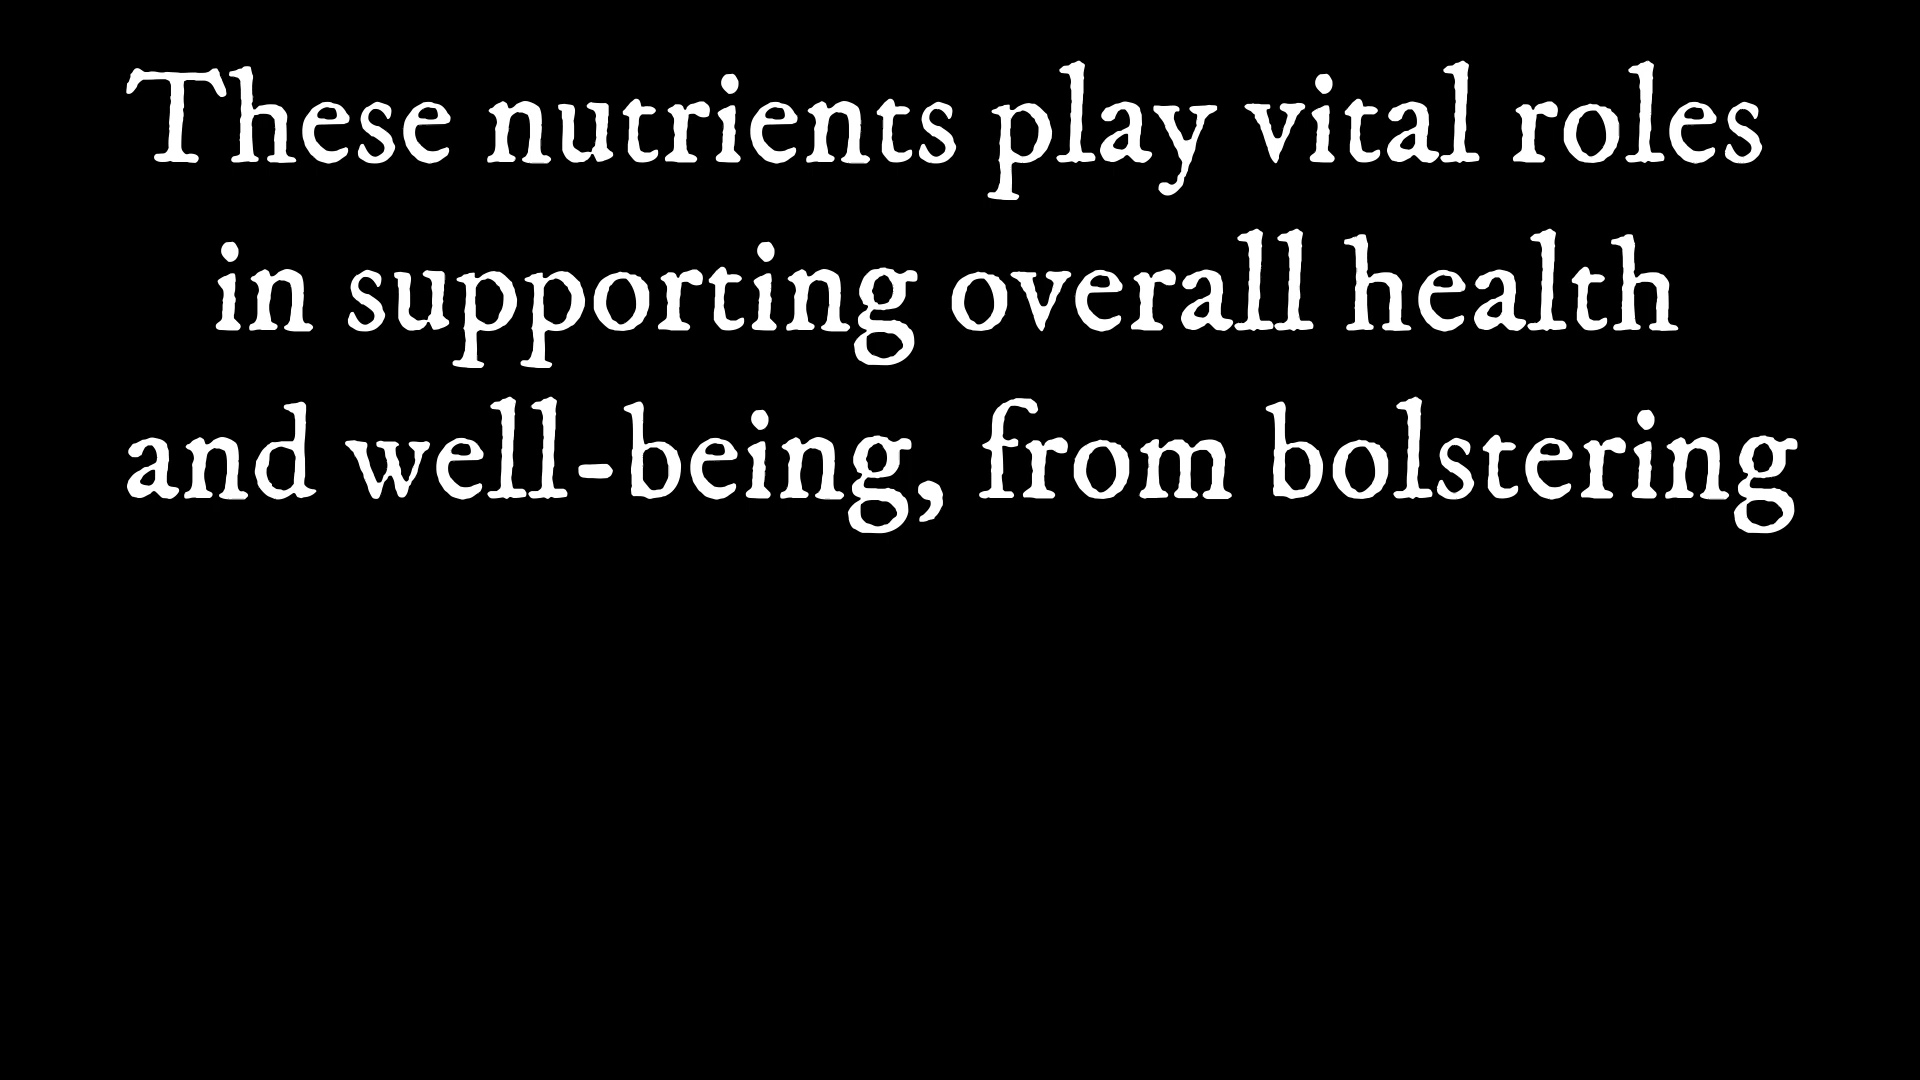 These nutrients play vital roles
in supporting overall health
and well-being, from bolstering